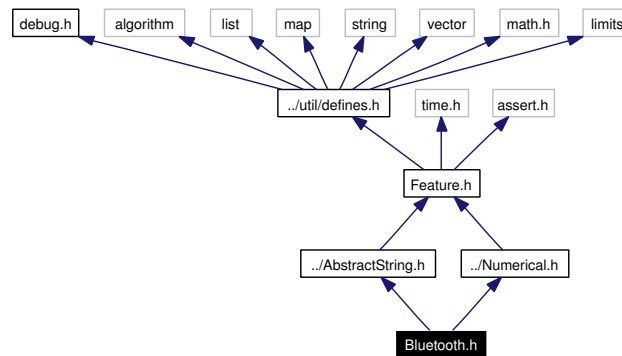 debug.h
algorithm
list
map
string
vector
math.h
limits
../util/defines.h
time.h
assert.h
Feature.h
../AbstractString.h
../Numerical.h
Bluetooth.h